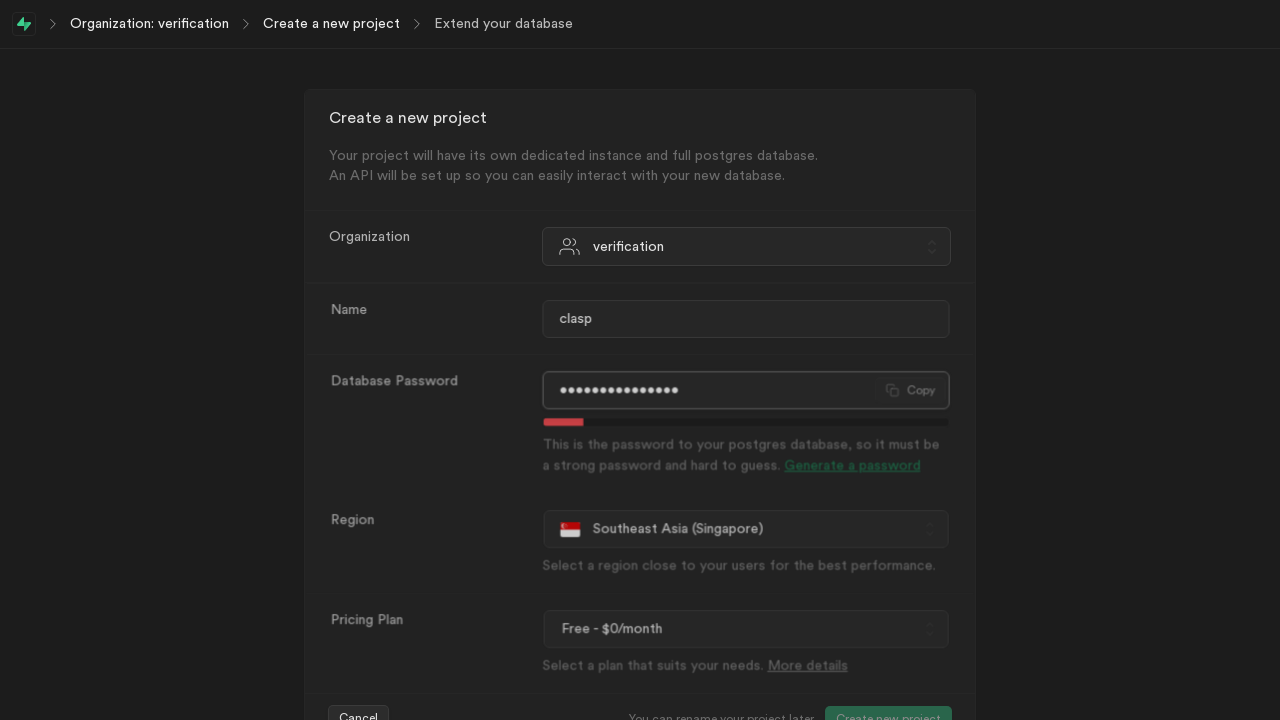 Organization: verification Create a new project Extend your database
Create a new project
Your project will have its own dedicated instance and full postgres database.
An API will be set up so you can easily interact with your new database.
Organization
verification
Name
clasp
Database Password
•••••••••••••••
Copy
This is the password to your postgres database, so it must be
a strong password and hard to guess. Generate a password
Region
Southeast Asia (Singapore)
Select a region close to your users for the best performance.
Pricing Plan
Free - $0/month
Select a plan that suits your needs. More details
Cancel
You can rename your project later
Create new project